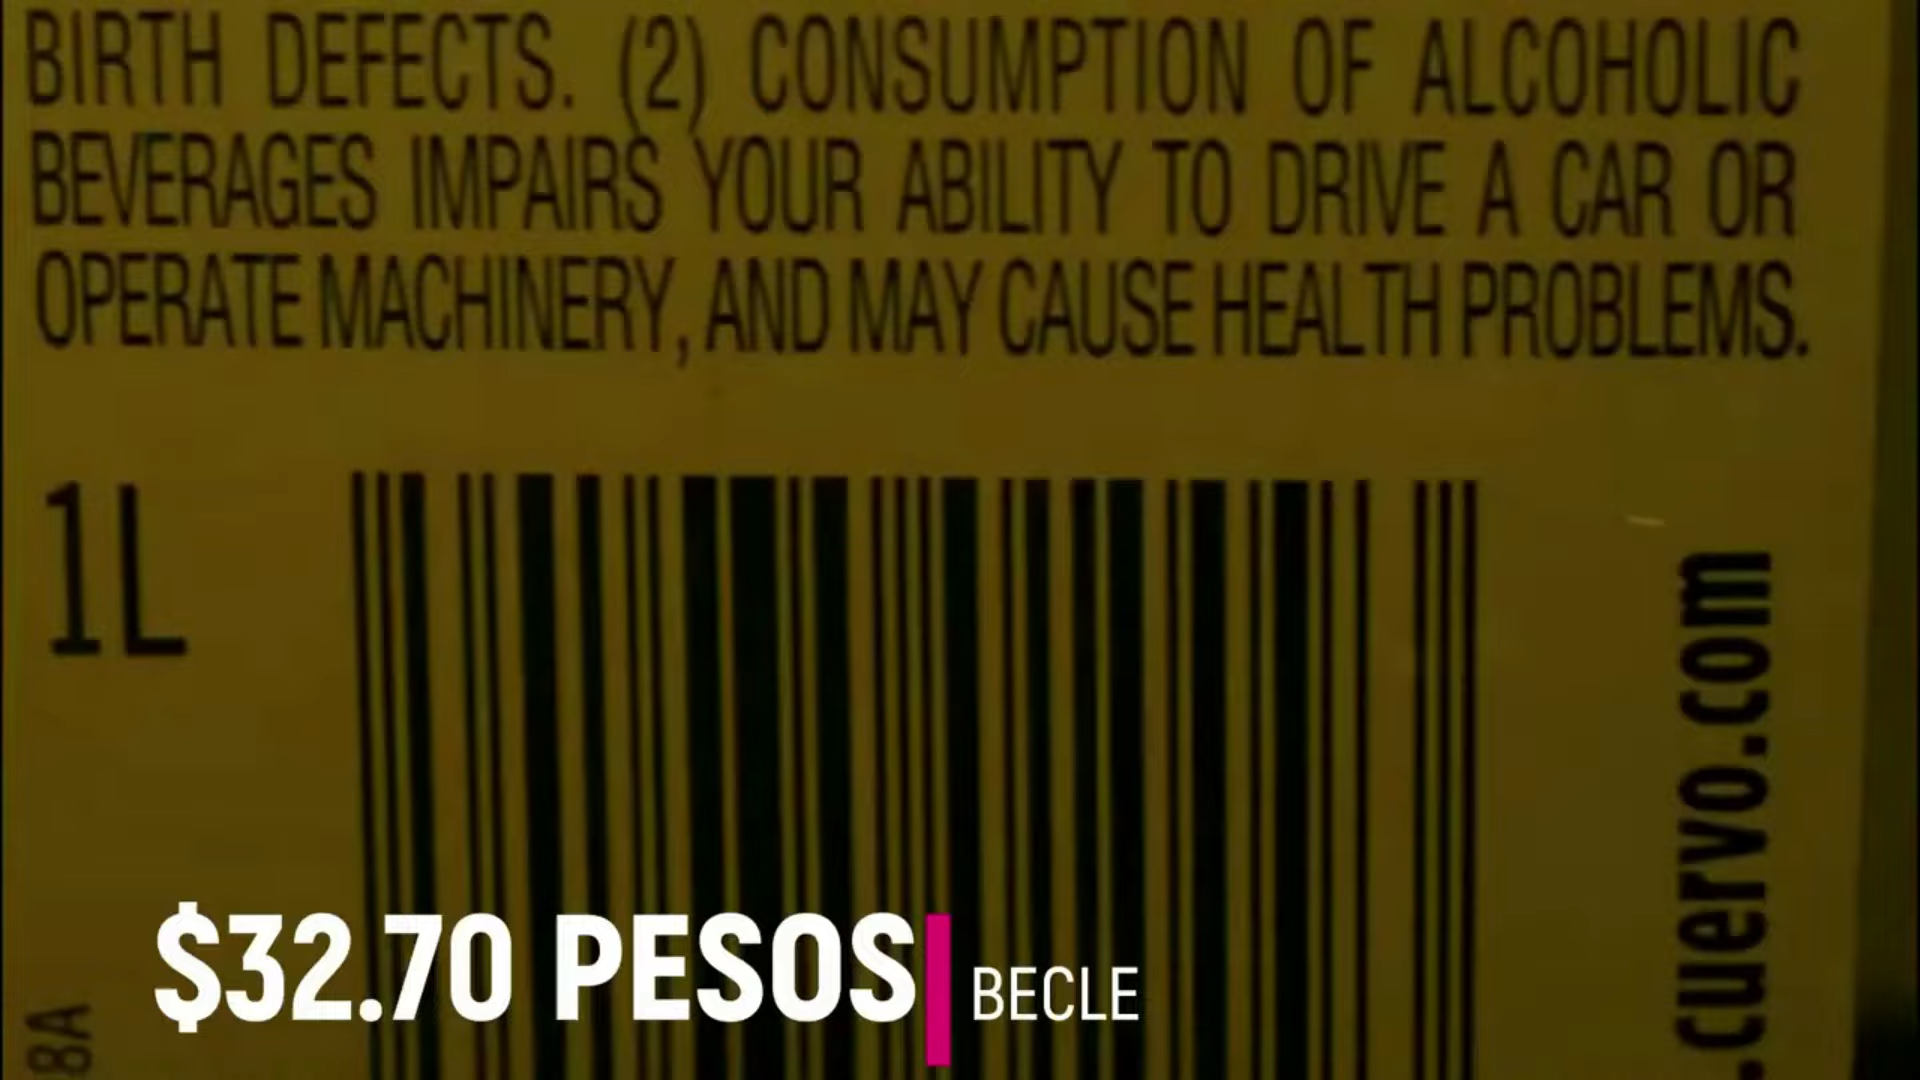 BIRTH DEFECTS. (2) CONSUMPTION OF ALCOHOLIC
BEVERAGES IMPAIRS YOUR ABILITY TO DRIVE A CAR OR
OPERATE MACHINERY, AND MAY CAUSE HEALTH PROBLEMS.
1L
.cuervo.com
8A
$32.70 PESOS
BECLE